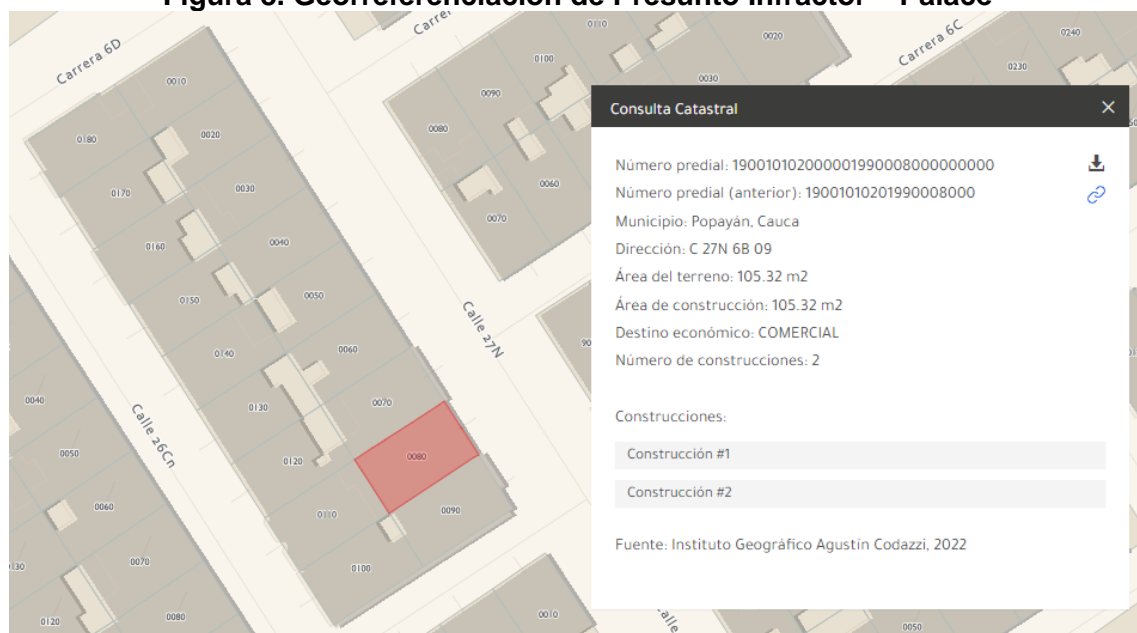 Carrera 6D
Carrera 6C
0110
0020
0240
0100
0030
0230
0010
0090
0180
0020
0080
0170
0030
0060
0070
0160
0040
0150
0050
Calle 27N
0140
0060
0040
0130
0070
Calle 26Cn
0050
0120
0080
0060
0110
0090
0070
0100
0120
0080
0010
0050
Consulta Catastral
Número predial: 190010102000001990008000000000
Número predial (anterior): 19001010201990008000
Municipio: Popayán, Cauca
Dirección: C 27N 6B 09
Área del terreno: 105.32 m2
Área de construcción: 105.32 m2
Destino económico: COMERCIAL
Número de construcciones: 2
Construcciones:
Construcción #1
Construcción #2
Fuente: Instituto Geográfico Agustín Codazzi, 2022